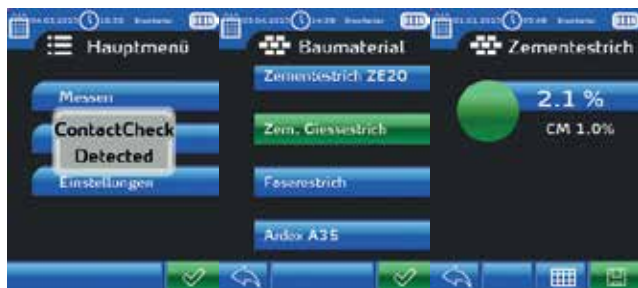 Hauptmenü
Messen
ContactCheck
Detected
Einstellungen
Baumaterial
Zementestrich ZE20
Zem. Giessestrich
Faserestrich
Ardex A35
Zementestrich
2.1 %
CM 1.0%